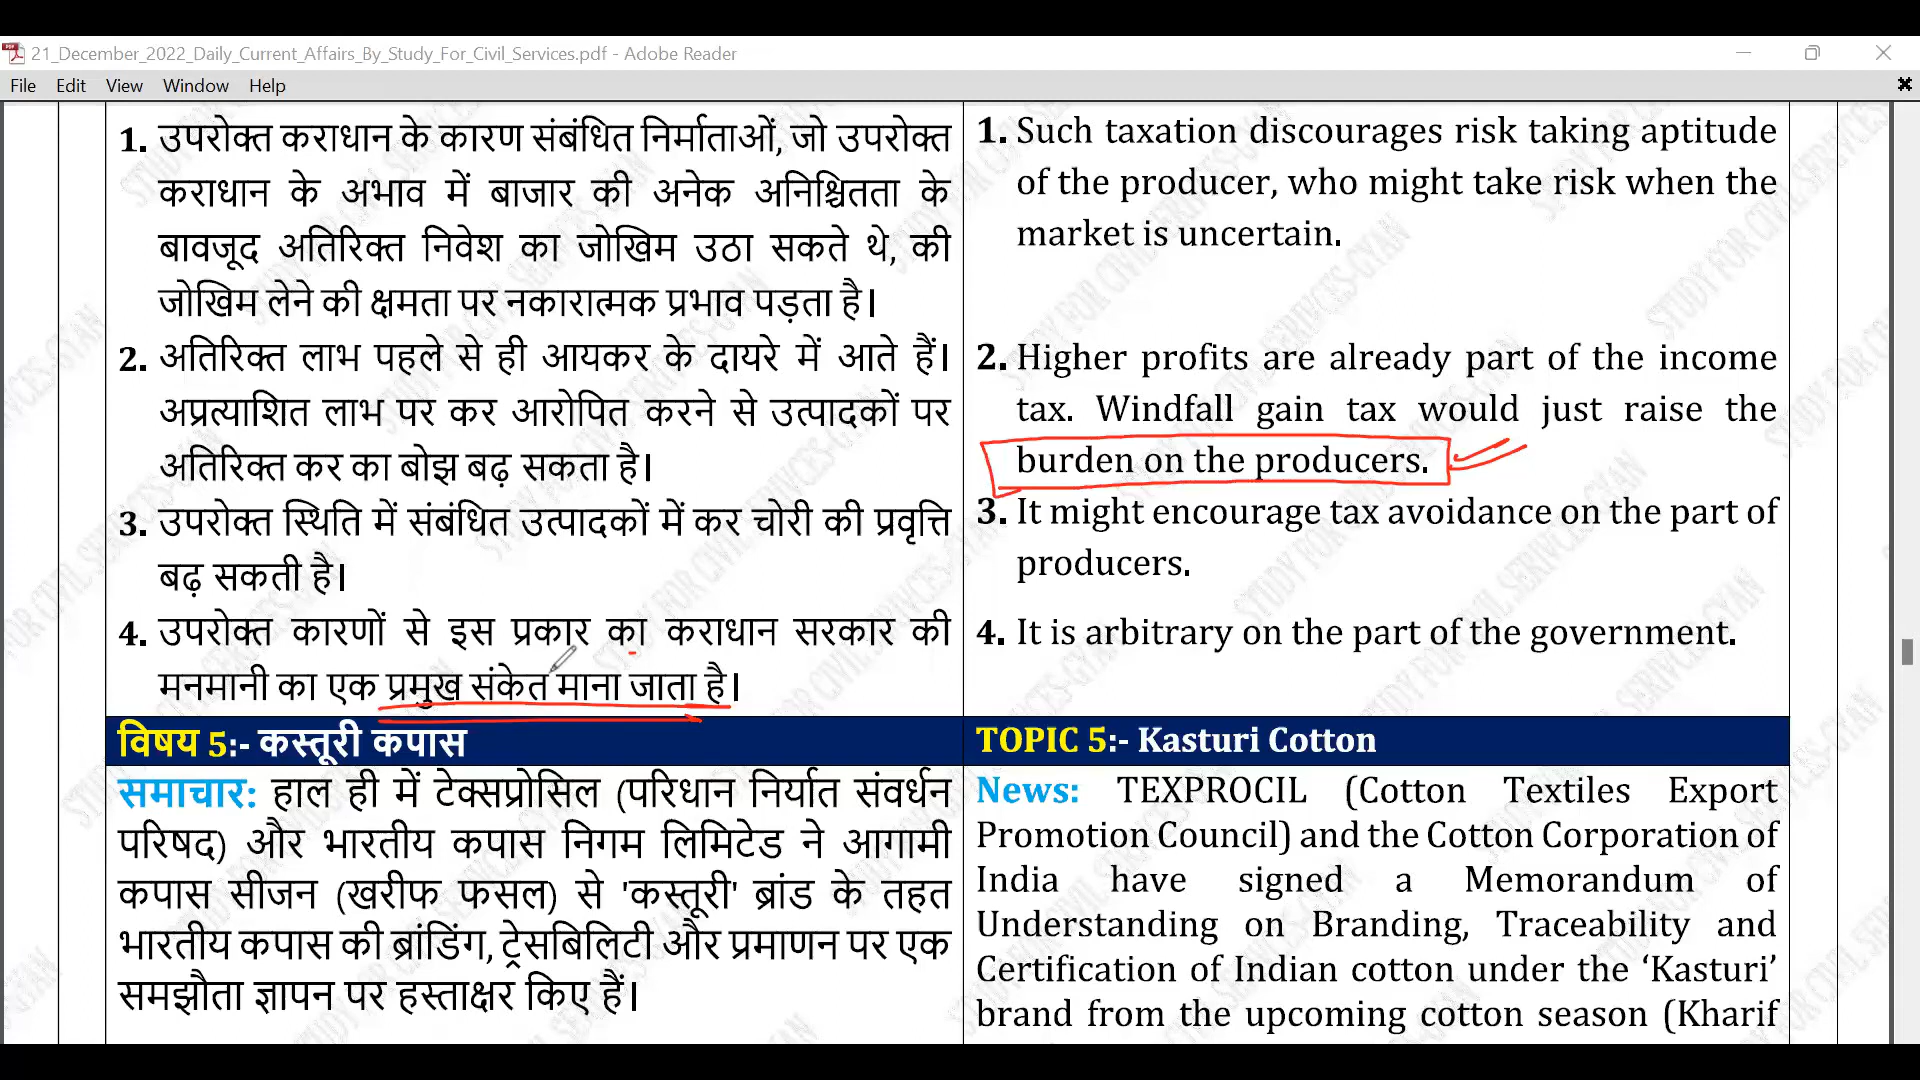 21_December_2022_Daily_Current_Affairs_By_Study_For_Civil_Services.pdf - Adobe Reader
File Edit View Window Help
1. उपरोक्त कराधान के कारण संबंधित निर्माताओं, जो उपरोक्त
कराधान के अभाव में बाजार की अनेक अनिश्चितता के
बावजूद अतिरिक्त निवेश का जोखिम उठा सकते थे, की
जोखिम लेने की क्षमता पर नकारात्मक प्रभाव पड़ता है।
2. अतिरिक्त लाभ पहले से ही आयकर के दायरे में आते हैं।
अप्रत्याशित लाभ पर कर आरोपित करने से उत्पादकों पर
अतिरिक्त कर का बोझ बढ़ सकता है।
3. उपरोक्त स्थिति में संबंधित उत्पादकों में कर चोरी की प्रवृत्ति
बढ़ सकती है।
4. उपरोक्त कारणों से इस प्रकार का कराधान सरकार की
मनमानी का एक प्रमुख संकेत माना जाता है।
विषय 5:- कस्तूरी कपास
समाचार: हाल ही में टेक्सप्रोसिल (परिधान निर्यात संवर्धन
परिषद) और भारतीय कपास निगम लिमिटेड ने आगामी
कपास सीजन (खरीफ फसल) से 'कस्तूरी' ब्रांड के तहत
भारतीय कपास की ब्रांडिंग, ट्रेसबिलिटी और प्रमाणन पर एक
समझौता ज्ञापन पर हस्ताक्षर किए हैं।
1. Such taxation discourages risk taking aptitude
of the producer, who might take risk when the
market is uncertain.
2. Higher profits are already part of the income
tax. Windfall gain tax would just raise the
burden on the producers.
3. It might encourage tax avoidance on the part of
producers.
4. It is arbitrary on the part of the government.
TOPIC 5:- Kasturi Cotton
News: TEXPROCIL (Cotton Textiles Export
Promotion Council) and the Cotton Corporation of
India have signed a Memorandum of
Understanding on Branding, Traceability and
Certification of Indian cotton under the ‘Kasturi’
brand from the upcoming cotton season (Kharif